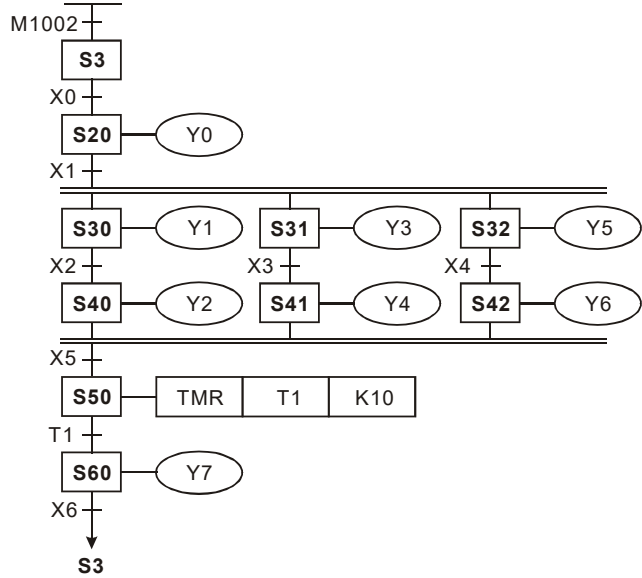 M1002
S3
X0
S20 Y0
X1
S30 Y1 S31 Y3 S32 Y5
X2 X3 X4
S40 Y2 S41 Y4 S42 Y6
X5
S50 TMR T1 K10
T1
S60 Y7
X6
S3